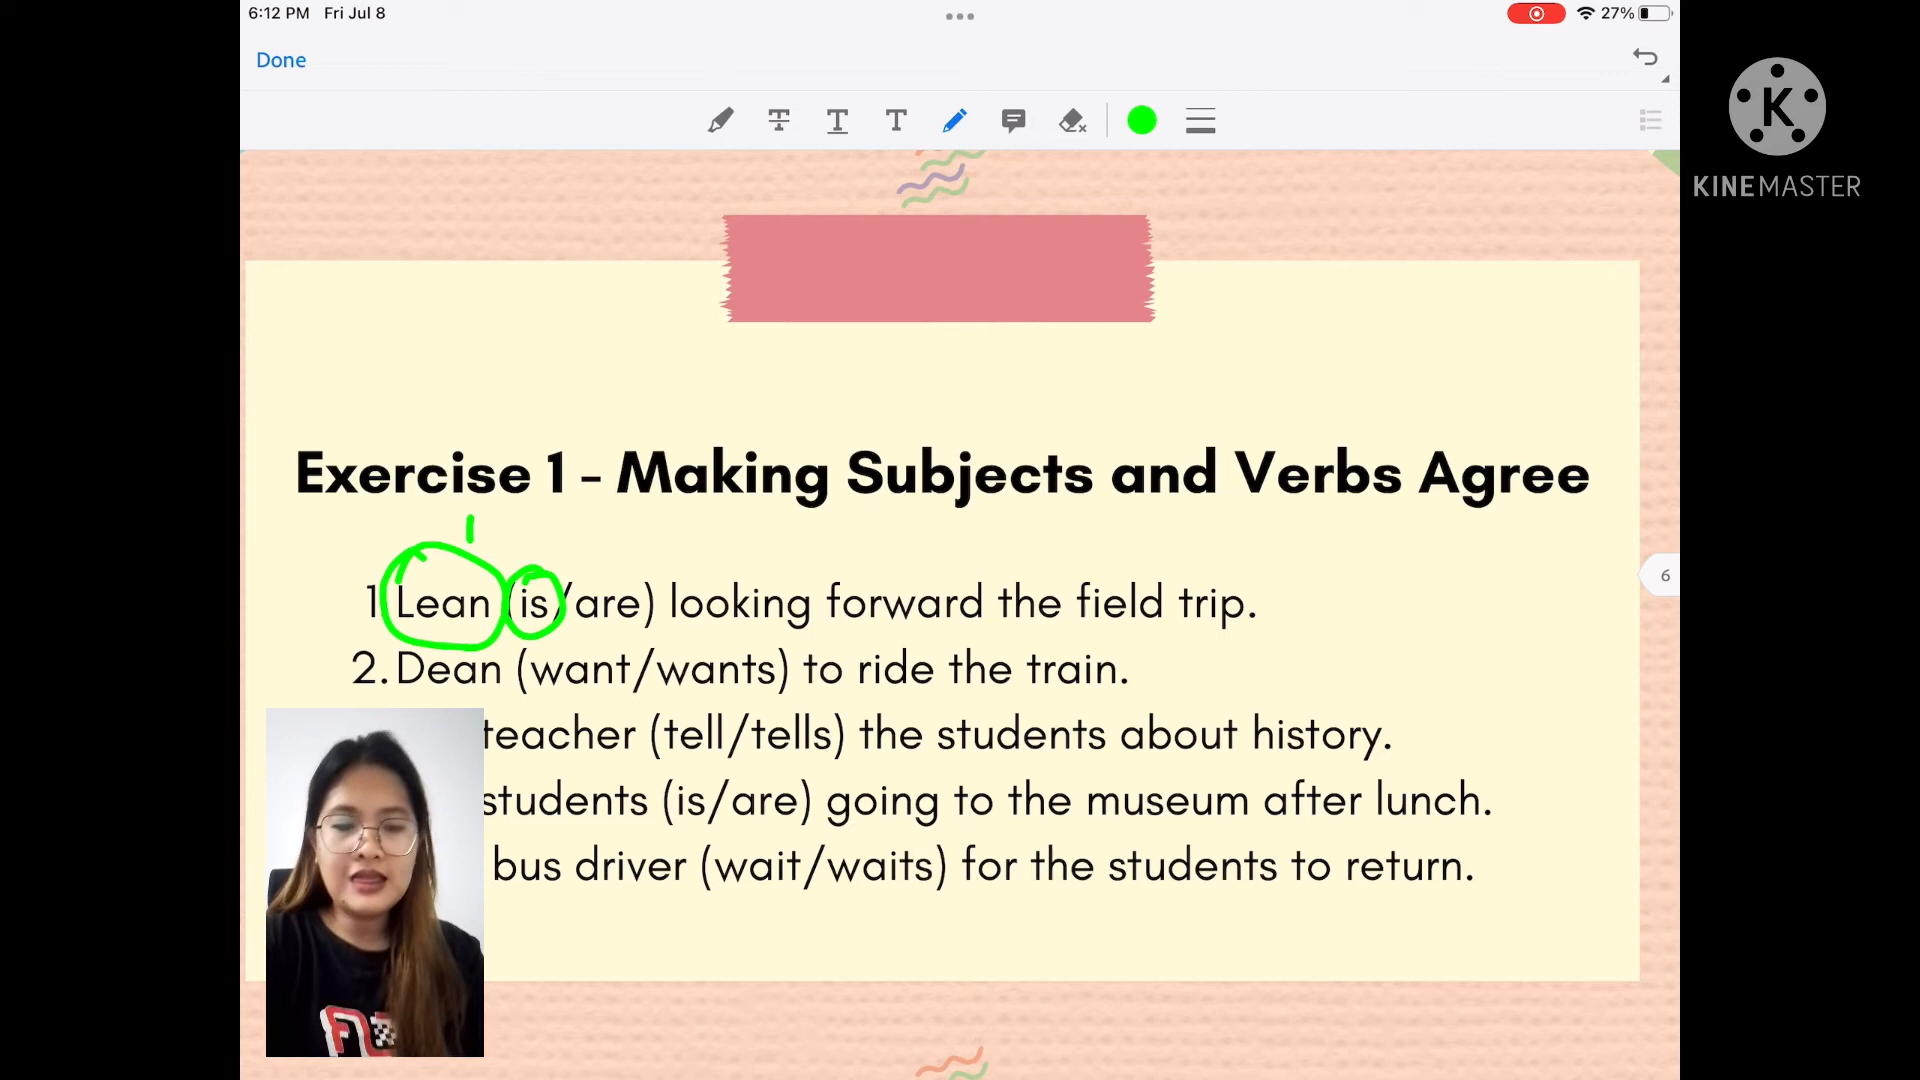 6:12 PM Fri Jul 8
27%
Done
T T T
K
KINEMASTER
Exercise 1 - Making Subjects and Verbs Agree
1. Lean (is/are) looking forward the field trip.
2. Dean (want/wants) to ride the train.
teacher (tell/tells) the students about history.
students (is/are) going to the museum after lunch.
bus driver (wait/waits) for the students to return.
6